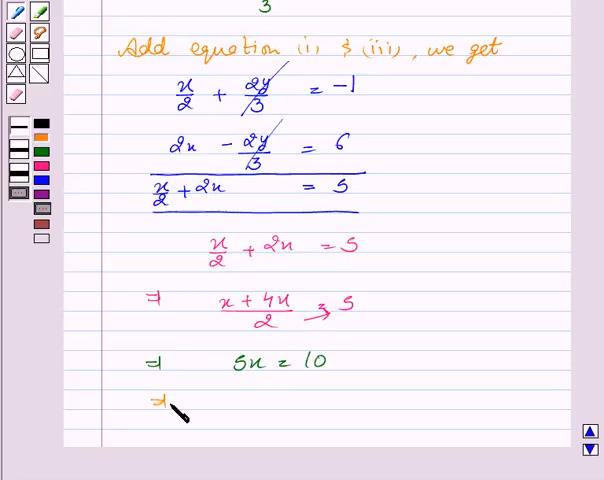 3
Add equation (i) & (iii), we get
x/2 + 2y/3 = -1
2x - 2y/3 = 6
x/2 + 2x = 5
x/2 + 2x = 5
⇒ (x + 4x)/2 = 5
⇒ 5x = 10
⇒